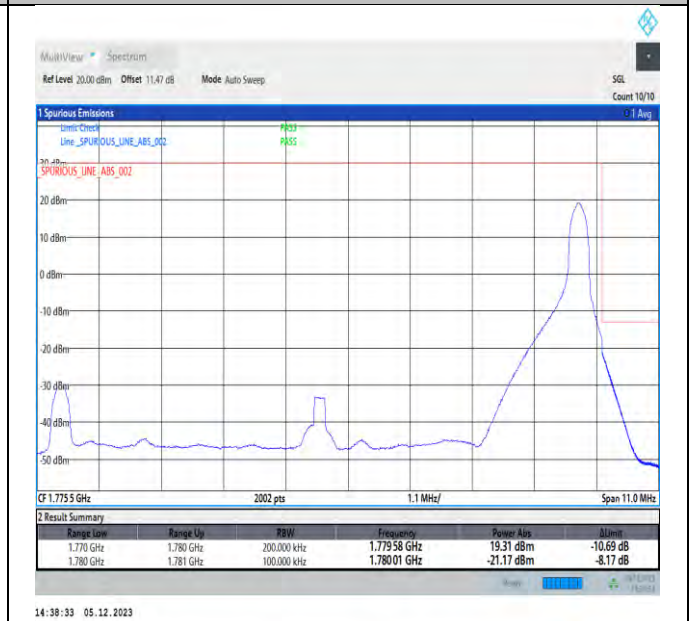 MultiView Spectrum
Ref Level 20.00 dBm Offset 11.47 dB Mode Auto Sweep SGL
Count 10/10
1 Spurious Emissions 1 Avg
Limit Check PASS
Line _SPURIOUS_LINE_ABS_002 PASS
30 dBm
_SPURIOUS_LINE_ABS_002
20 dBm
10 dBm
0 dBm
-10 dBm
-20 dBm
-30 dBm
-40 dBm
-50 dBm
CF 1.775 5 GHz 2002 pts 1.1 MHz/ Span 11.0 MHz
2 Result Summary
Range Low Range Up RBW Frequency Power Abs ΔLimit
1.770 GHz 1.780 GHz 200.000 kHz 1.779 58 GHz 19.31 dBm -10.69 dB
1.780 GHz 1.781 GHz 100.000 kHz 1.780 01 GHz -21.17 dBm -8.17 dB
14:38:33 05.12.2023